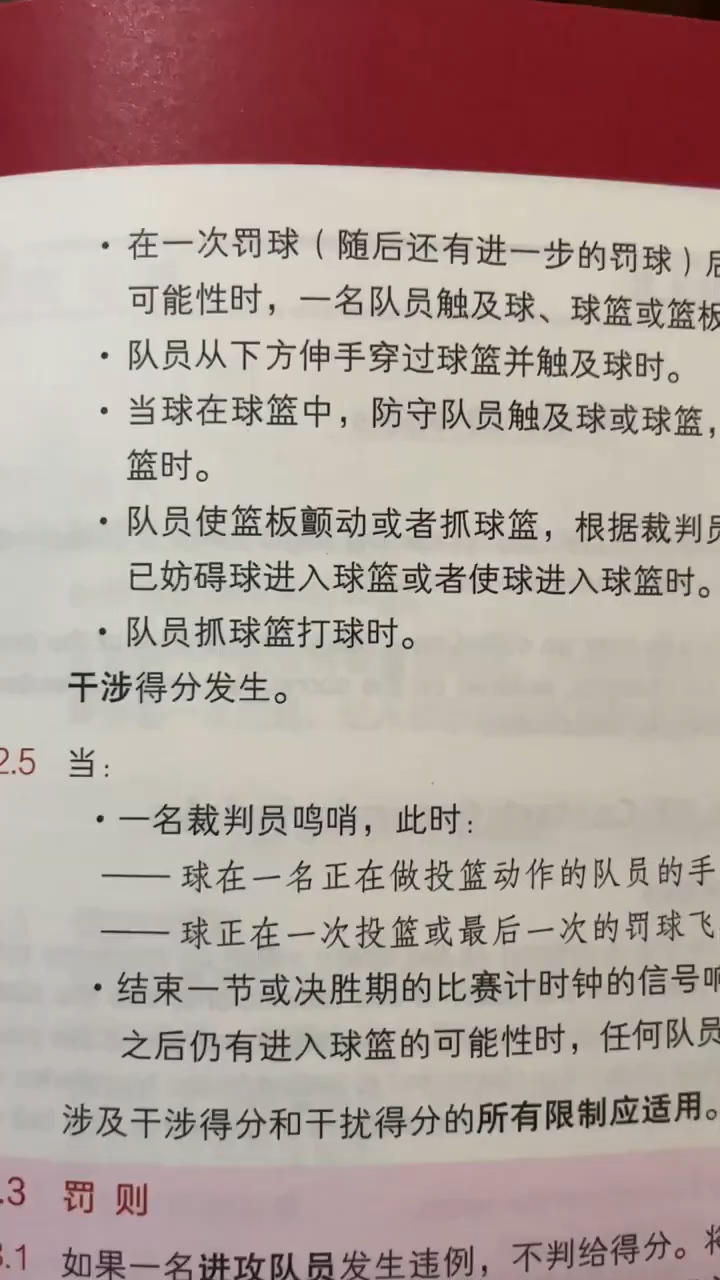 • 在一次罚球（随后还有进一步的罚球）后
可能性时，一名队员触及球、球篮或篮板
• 队员从下方伸手穿过球篮并触及球时。
• 当球在球篮中，防守队员触及球或球篮，
篮时。
• 队员使篮板颤动或者抓球篮，根据裁判员
已妨碍球进入球篮或者使球进入球篮时。
• 队员抓球篮打球时。
干涉得分发生。
2.5 当：
• 一名裁判员鸣哨，此时：
—— 球在一名正在做投篮动作的队员的手
—— 球正在一次投篮或最后一次的罚球飞
• 结束一节或决胜期的比赛计时钟的信号响
之后仍有进入球篮的可能性时，任何队员
涉及干涉得分和干扰得分的所有限制应适用。
.3 罚 则
3.1 如果一名进攻队员发生违例，不判给得分。将